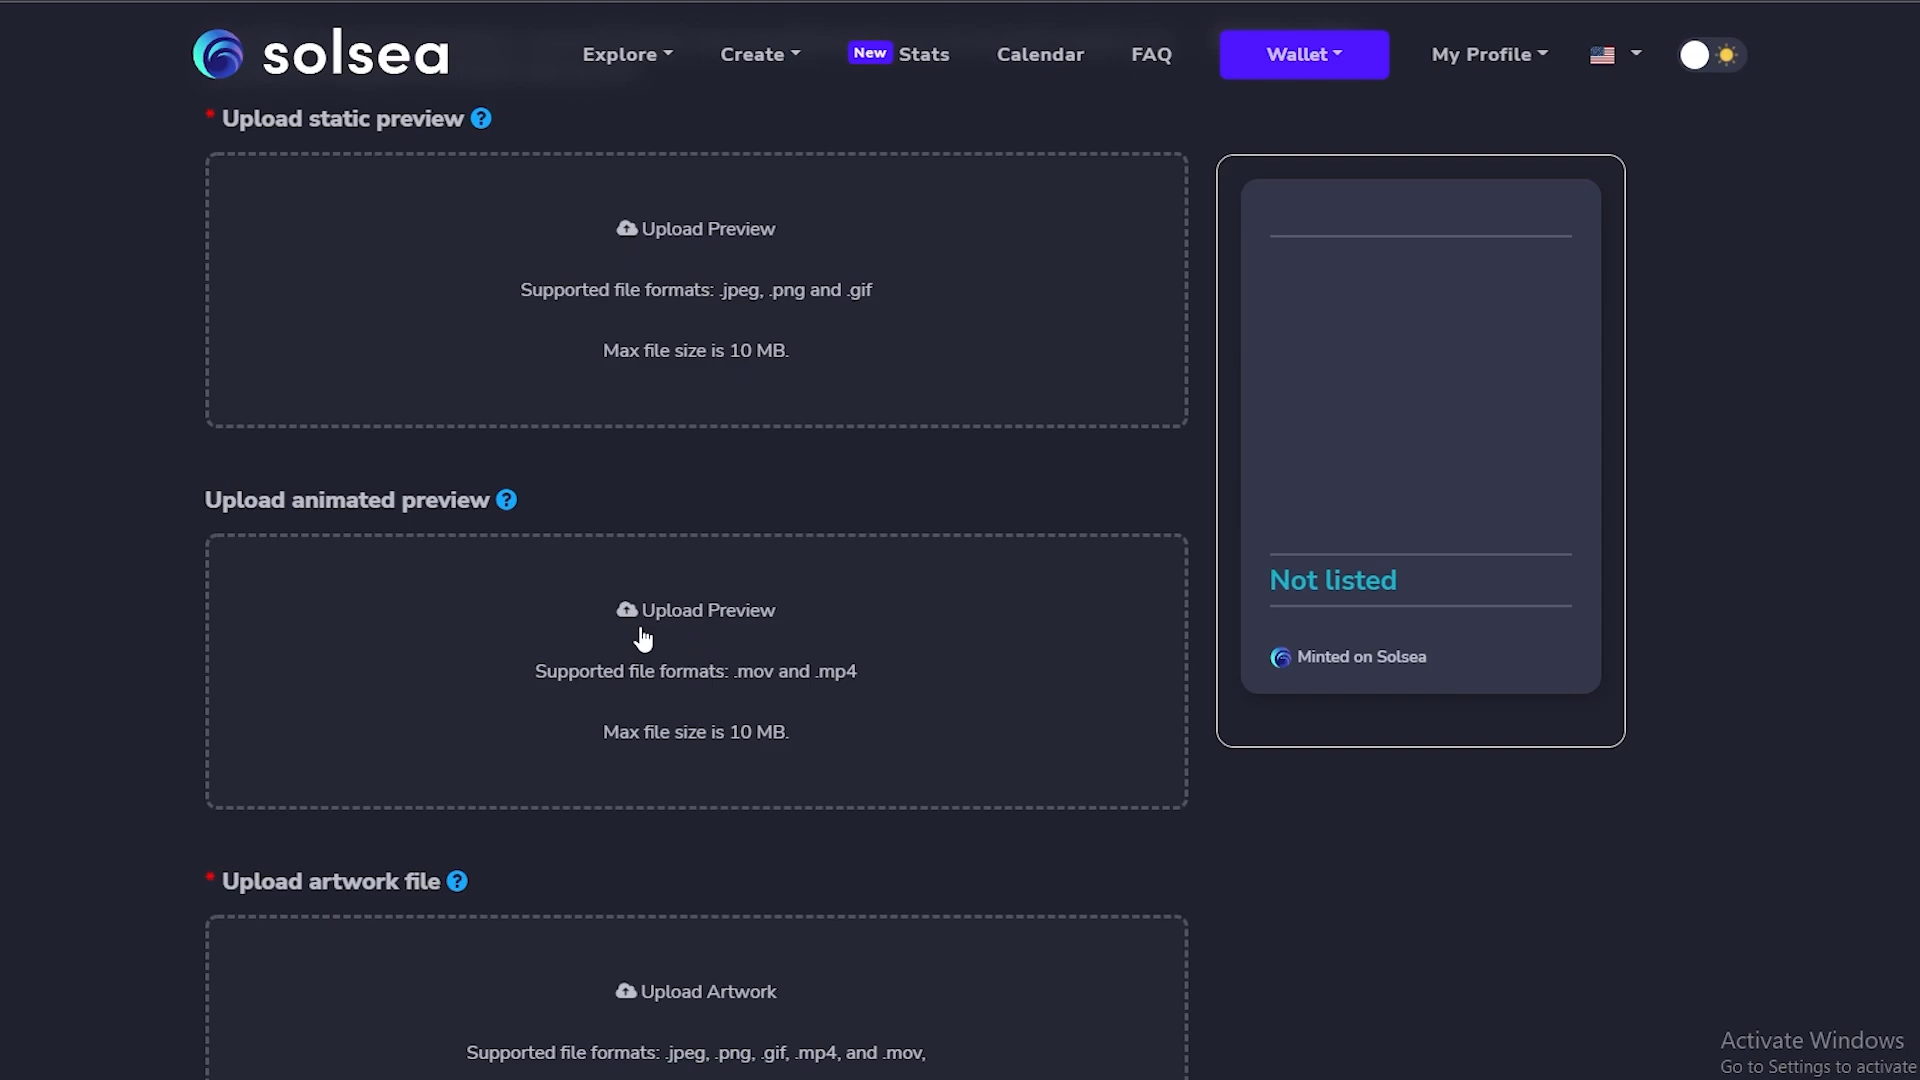 solsea
Explore
Create
New Stats
Calendar
FAQ
Wallet
My Profile
* Upload static preview ?
Upload Preview
Supported file formats: .jpeg, .png and .gif
Max file size is 10 MB.
Upload animated preview ?
Upload Preview
Supported file formats: .mov and .mp4
Max file size is 10 MB.
Not listed
Minted on Solsea
* Upload artwork file ?
Upload Artwork
Supported file formats: .jpeg, .png, .gif, .mp4, and .mov,
Activate Windows
Go to Settings to activate